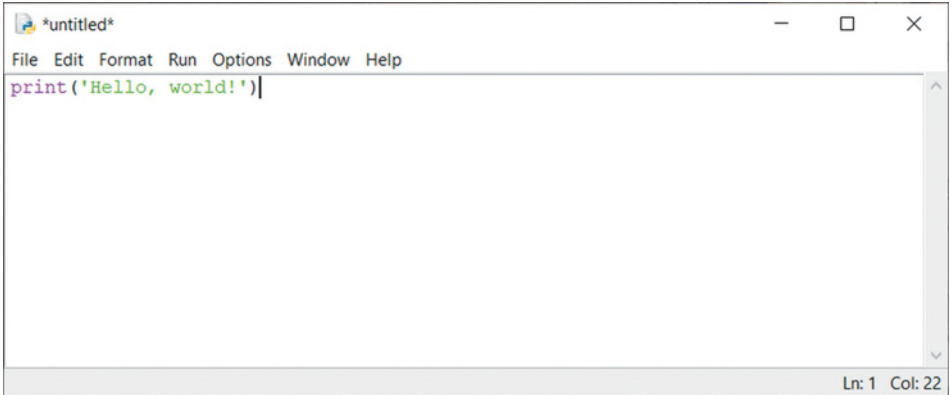 *untitled*
File Edit Format Run Options Window Help
print('Hello, world!')
Ln: 1 Col: 22